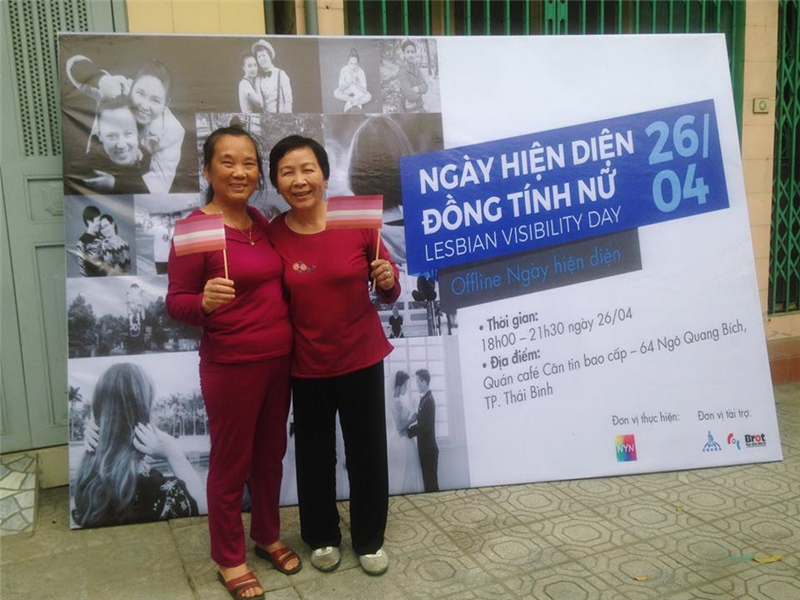 NGÀY HIỆN DIỆN
ĐỒNG TÍNH NỮ
LESBIAN VISIBILITY DAY
26/
04
Offline Ngày hiện diện
• Thời gian:
18h00 – 21h30 ngày 26/04
• Địa điểm:
Quán café Căn tin bao cấp – 64 Ngô Quang Bích,
TP. Thái Bình
Đơn vị thực hiện:
Đơn vị tài trợ:
NYN
Brot